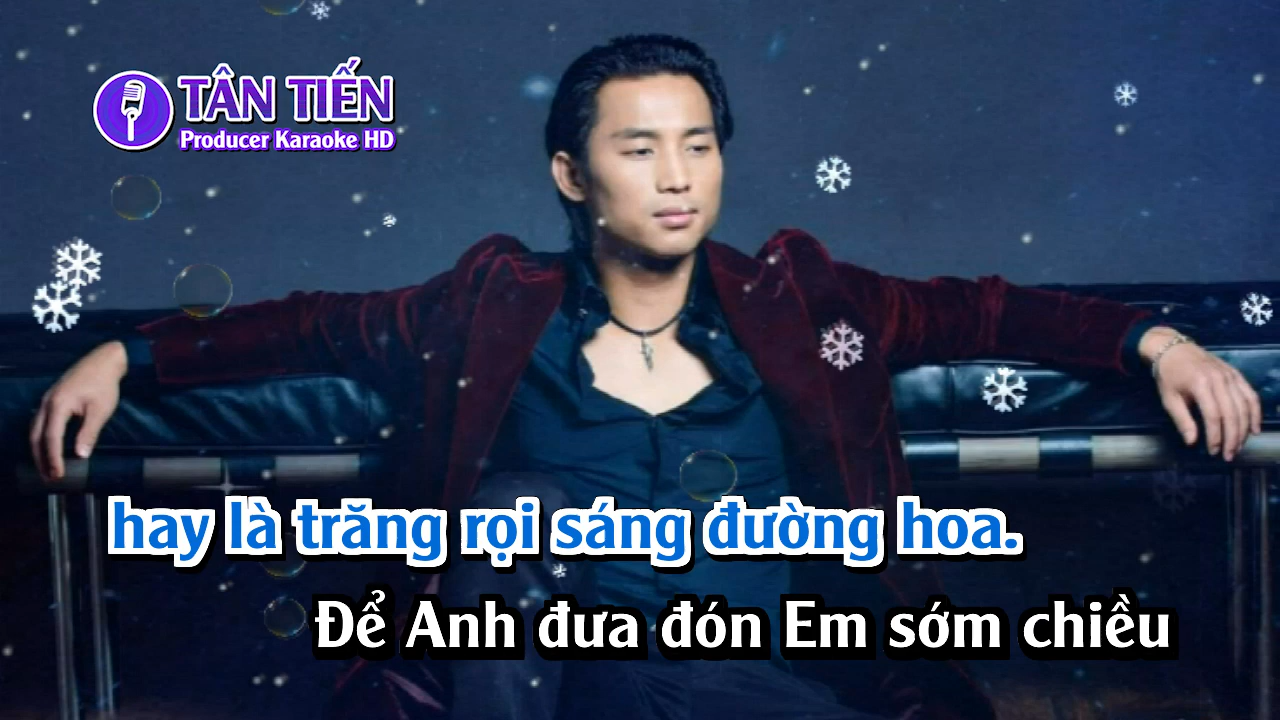 TÂN TIẾN
Producer Karaoke HD
hay là trăng rọi sáng đường hoa.
Để Anh đưa đón Em sớm chiều